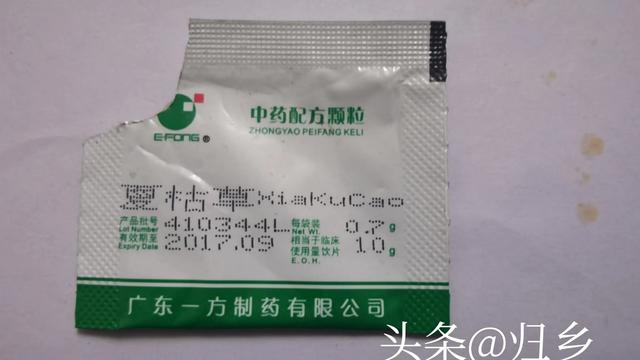 E-FONG®
中药配方颗粒
ZHONGYAO PEIFANG KELI
夏枯草XiaKuCao
产品批号 410344L 每袋装 0.7g
Lot Number Net Wt.
有效期至 2017.09 相当于临床 10g
Expiry Date 使用量饮片
E.O.H.
广东一方制药有限公司
头条@归乡